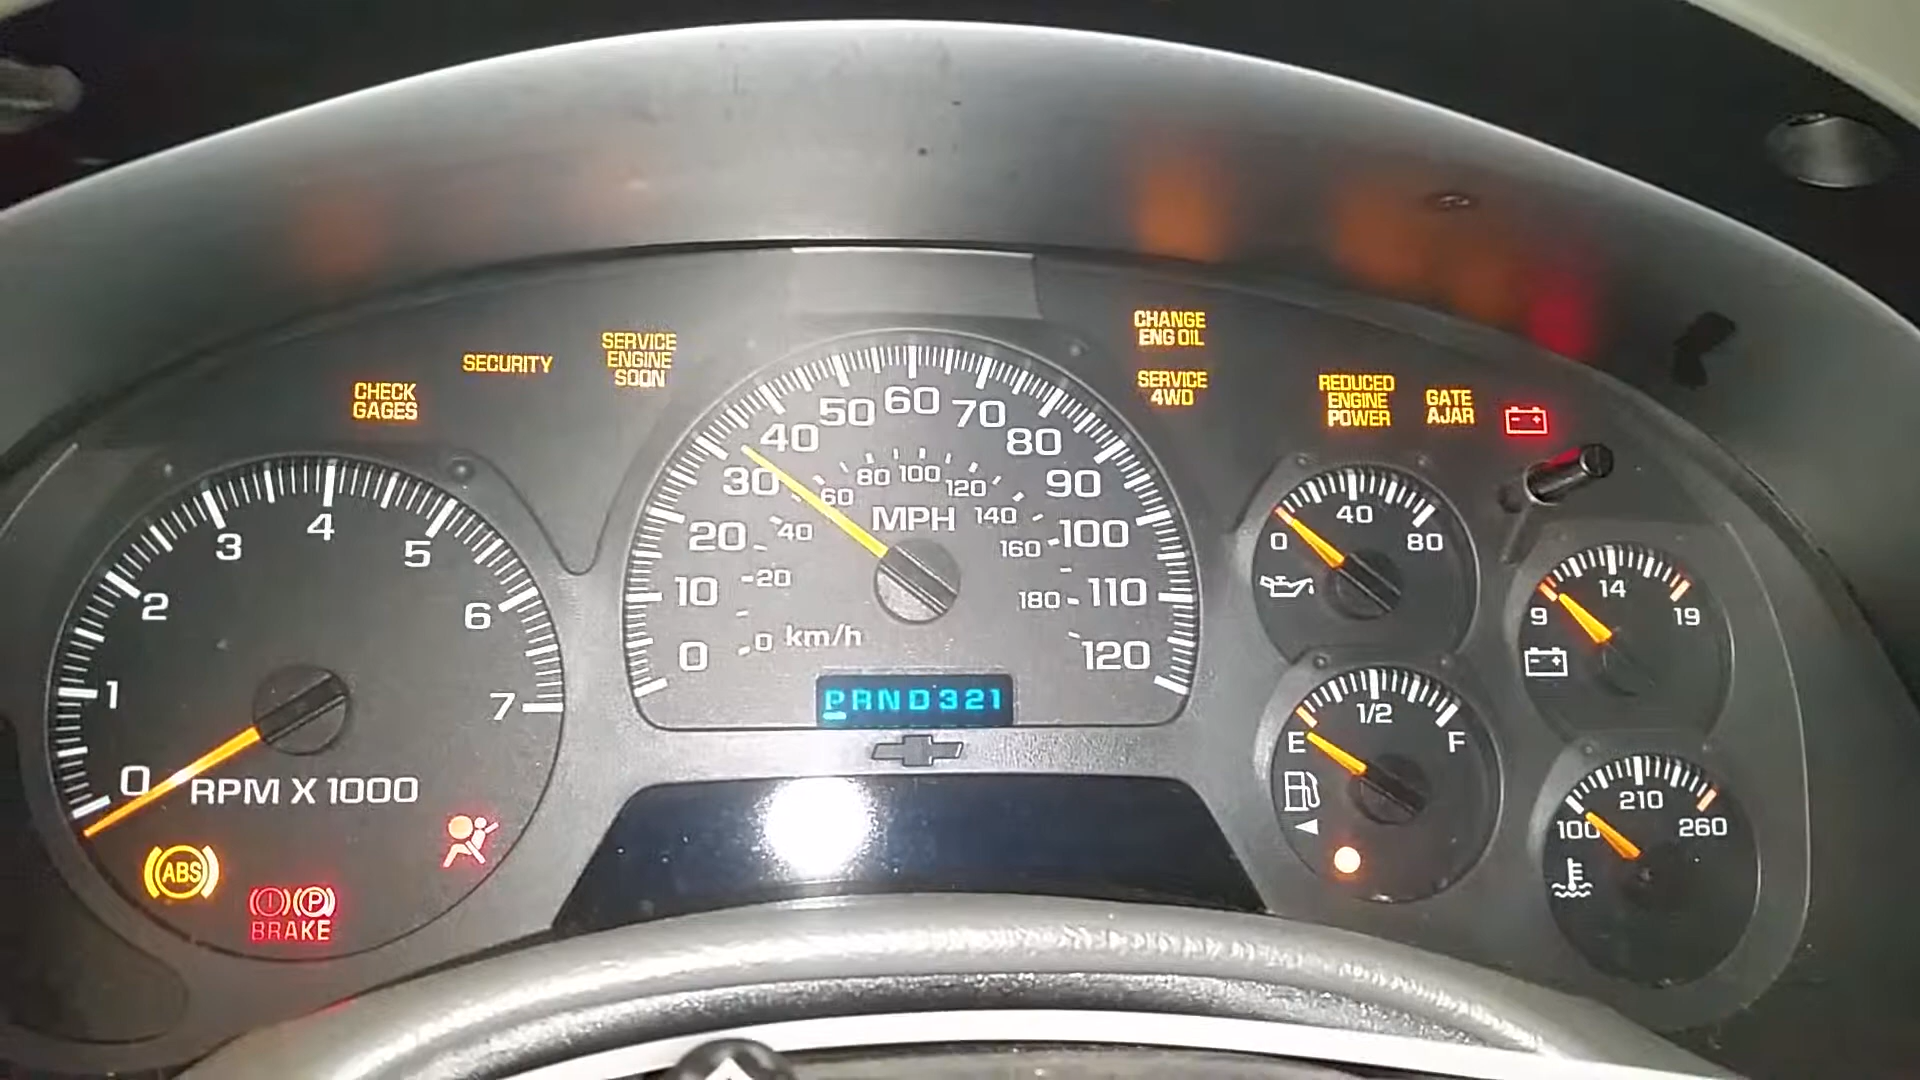 CHANGE
ENG OIL
SERVICE
ENGINE
SOON
SECURITY
CHECK
GAGES
SERVICE
4WD
REDUCED
ENGINE
POWER
GATE
AJAR
0
1
2
3
4
5
6
7
RPM X 1000
ABS
P
BRAKE
0
10
20
30
40
50
60
70
80
90
100
110
120
MPH
0
20
40
60
80
100
120
140
160
180
km/h
PRND321
0
40
80
9
14
19
E
1/2
F
100
210
260